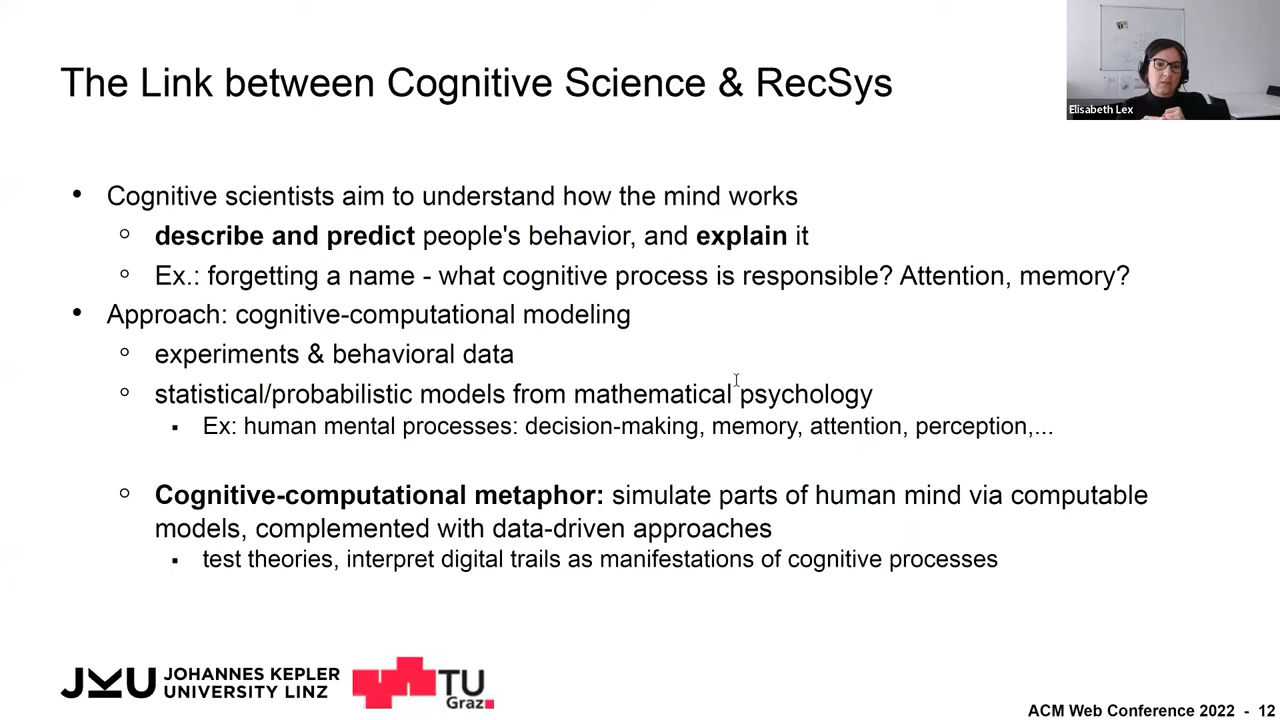 The Link between Cognitive Science & RecSys
Elisabeth Lex
• Cognitive scientists aim to understand how the mind works
○ describe and predict people's behavior, and explain it
○ Ex.: forgetting a name - what cognitive process is responsible? Attention, memory?
• Approach: cognitive-computational modeling
○ experiments & behavioral data
○ statistical/probabilistic models from mathematical psychology
▪ Ex: human mental processes: decision-making, memory, attention, perception,...
○ Cognitive-computational metaphor: simulate parts of human mind via computable
models, complemented with data-driven approaches
▪ test theories, interpret digital trails as manifestations of cognitive processes
JKU JOHANNES KEPLER
UNIVERSITY LINZ
TU
Graz
ACM Web Conference 2022 - 12